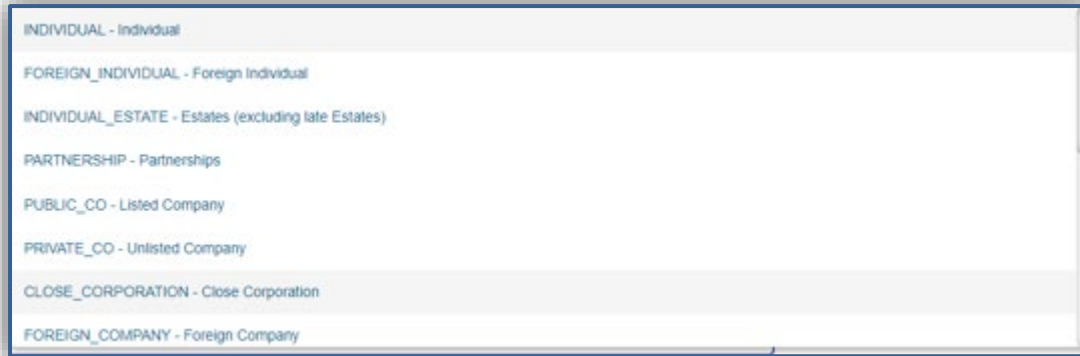 INDIVIDUAL - Individual
FOREIGN_INDIVIDUAL - Foreign Individual
INDIVIDUAL_ESTATE - Estates (excluding late Estates)
PARTNERSHIP - Partnerships
PUBLIC_CO - Listed Company
PRIVATE_CO - Unlisted Company
CLOSE_CORPORATION - Close Corporation
FOREIGN_COMPANY - Foreign Company